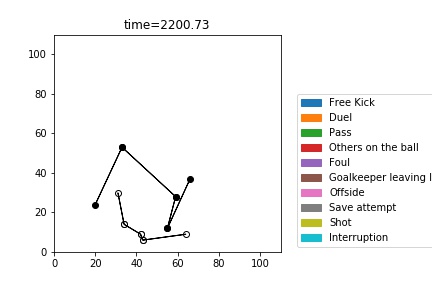 time=2200.73
100
80
60
40
20
0
0 20 40 60 80 100
Free Kick
Duel
Pass
Others on the ball
Foul
Goalkeeper leaving
Offside
Save attempt
Shot
Interruption